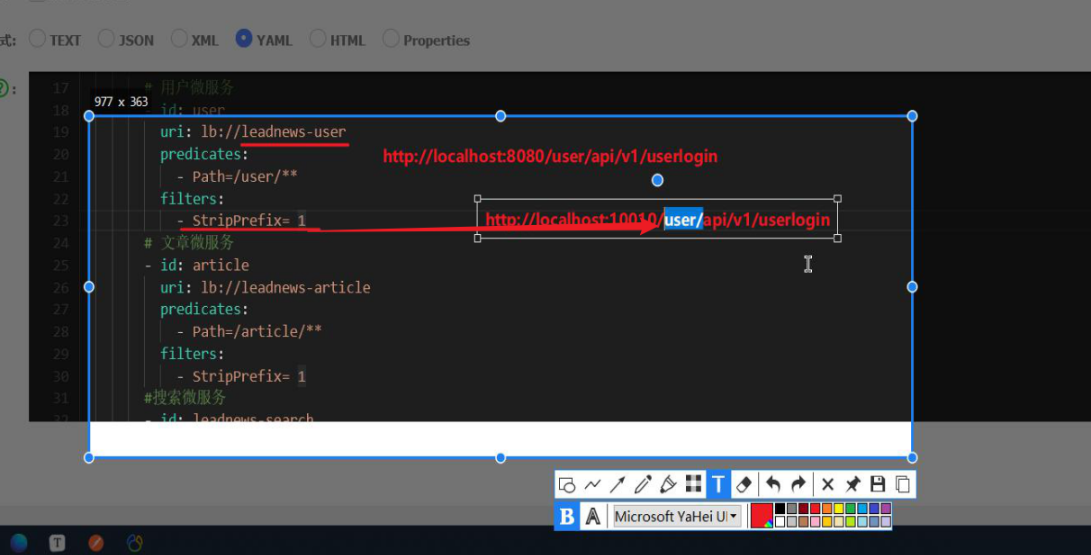 式: TEXT JSON XML YAML HTML Properties
17 # 用户微服务
977 x 363
18 - id: user
19 uri: lb://leadnews-user
20 predicates:
http://localhost:8080/user/api/v1/userlogin
21 - Path=/user/**
22 filters:
23 - StripPrefix= 1
http://localhost:10010/user/api/v1/userlogin
24 # 文章微服务
25 - id: article
26 uri: lb://leadnews-article
27 predicates:
28 - Path=/article/**
29 filters:
30 - StripPrefix= 1
31 #搜索微服务
32 - id: leadnews-search
T
B A Microsoft YaHei UI
T